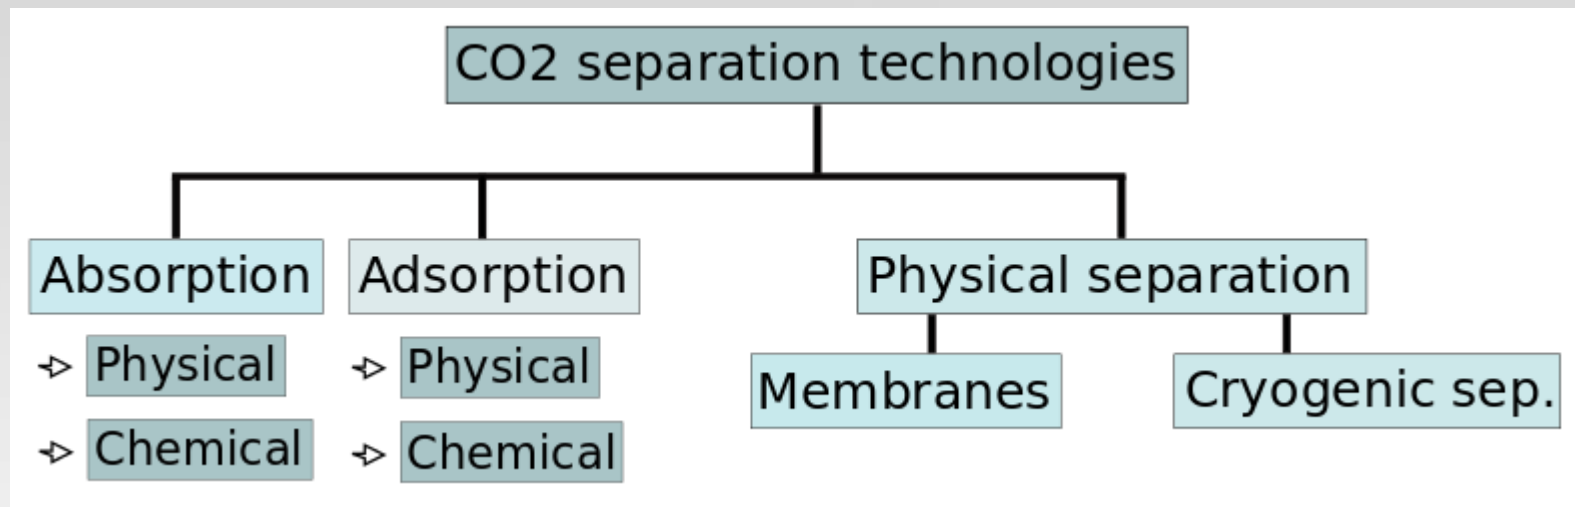 CO2 separation technologies
Absorption
Adsorption
Physical separation
Physical
Physical
Membranes
Cryogenic sep.
Chemical
Chemical